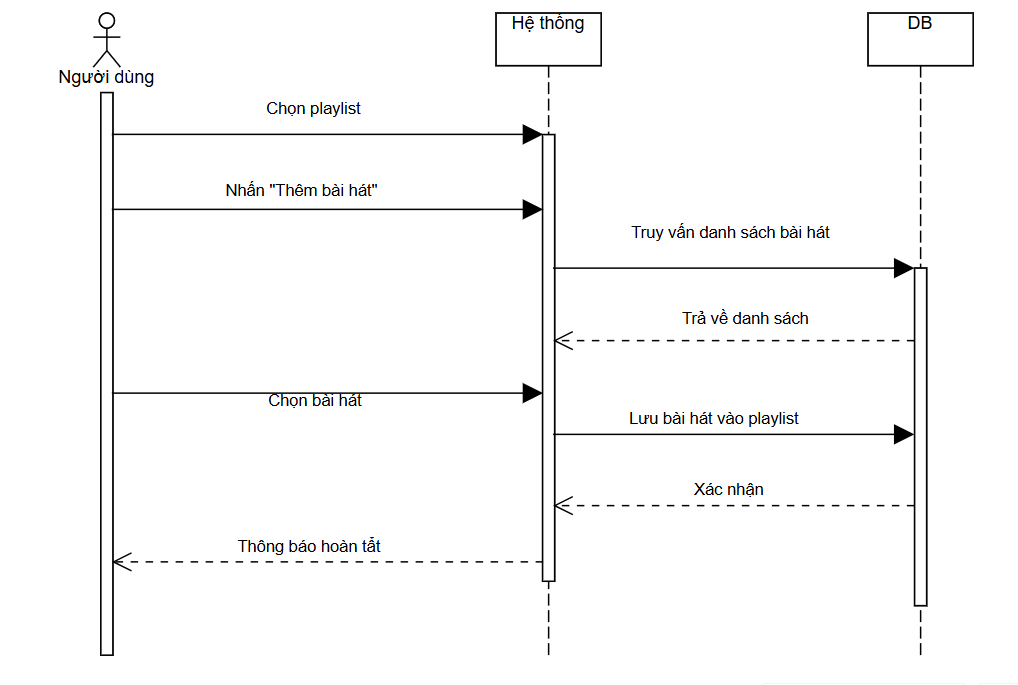 Hệ thống
DB
Người dùng
Chọn playlist
Nhấn "Thêm bài hát"
Truy vấn danh sách bài hát
Trả về danh sách
Chọn bài hát
Lưu bài hát vào playlist
Xác nhận
Thông báo hoàn tất